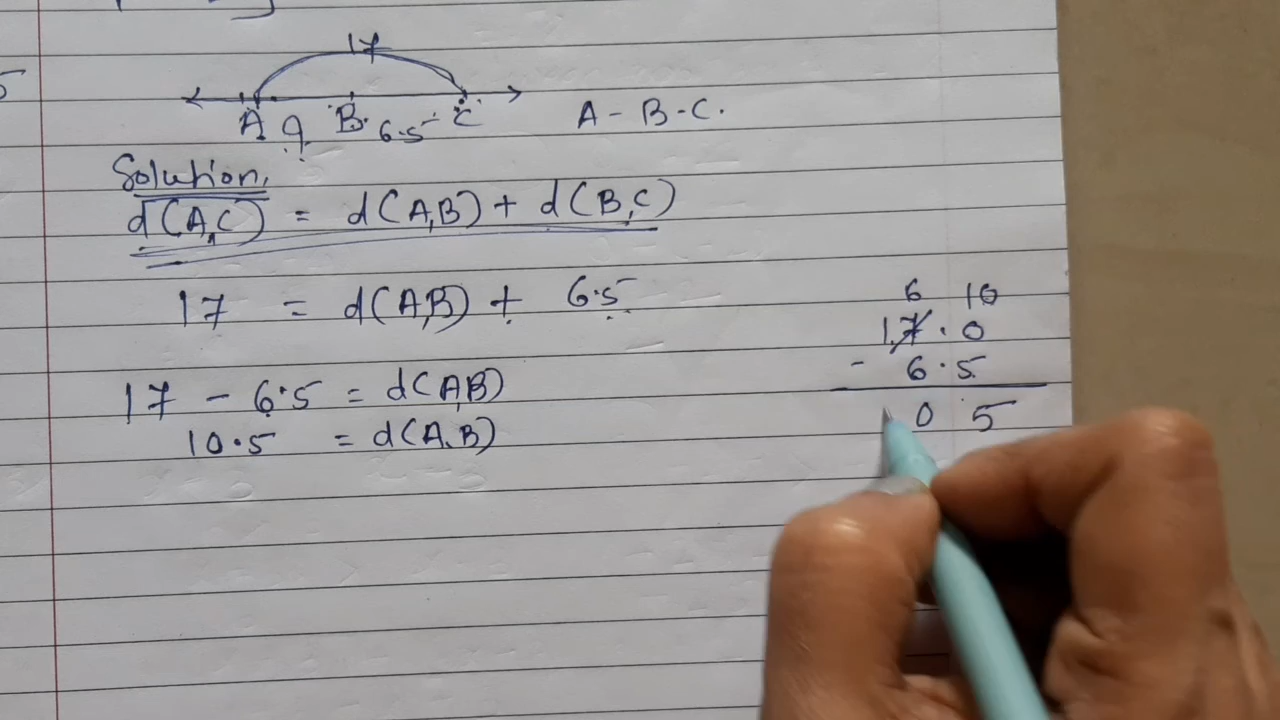 5
17
A ? B 6.5 C
A - B - C.
Solution,
d(A,C) = d(A,B) + d(B,C)
17 = d(A,B) + 6.5
17 - 6.5 = d(A,B)
10.5 = d(A,B)
6 10
17.0
- 6.5
0 5